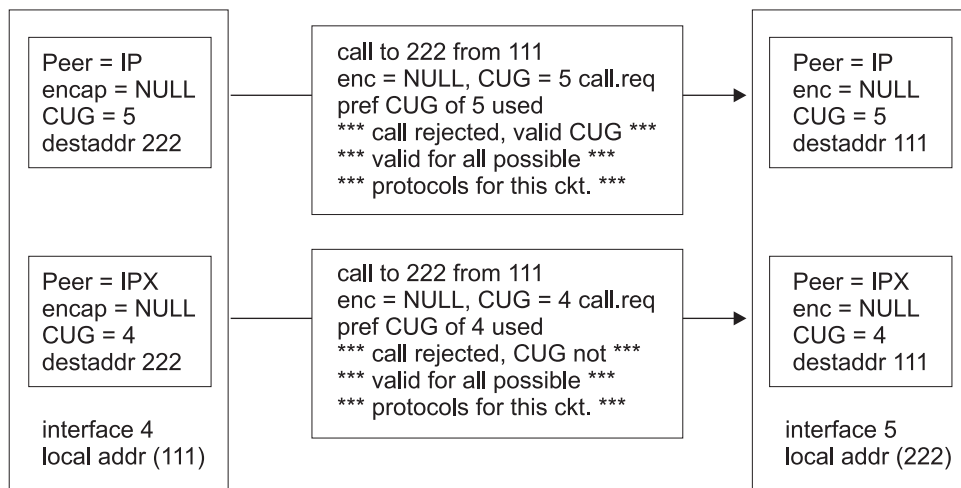 Peer = IP
encap = NULL
CUG = 5
destaddr 222
call to 222 from 111
enc = NULL, CUG = 5 call.req
pref CUG of 5 used
*** call rejected, valid CUG ***
*** valid for all possible ***
*** protocols for this ckt. ***
Peer = IP
enc = NULL
CUG = 5
destaddr 111
Peer = IPX
encap = NULL
CUG = 4
destaddr 222
call to 222 from 111
enc = NULL, CUG = 4 call.req
pref CUG of 4 used
*** call rejected, CUG not ***
*** valid for all possible ***
*** protocols for this ckt. ***
Peer = IPX
enc = NULL
CUG = 4
destaddr 111
interface 4
local addr (111)
interface 5
local addr (222)